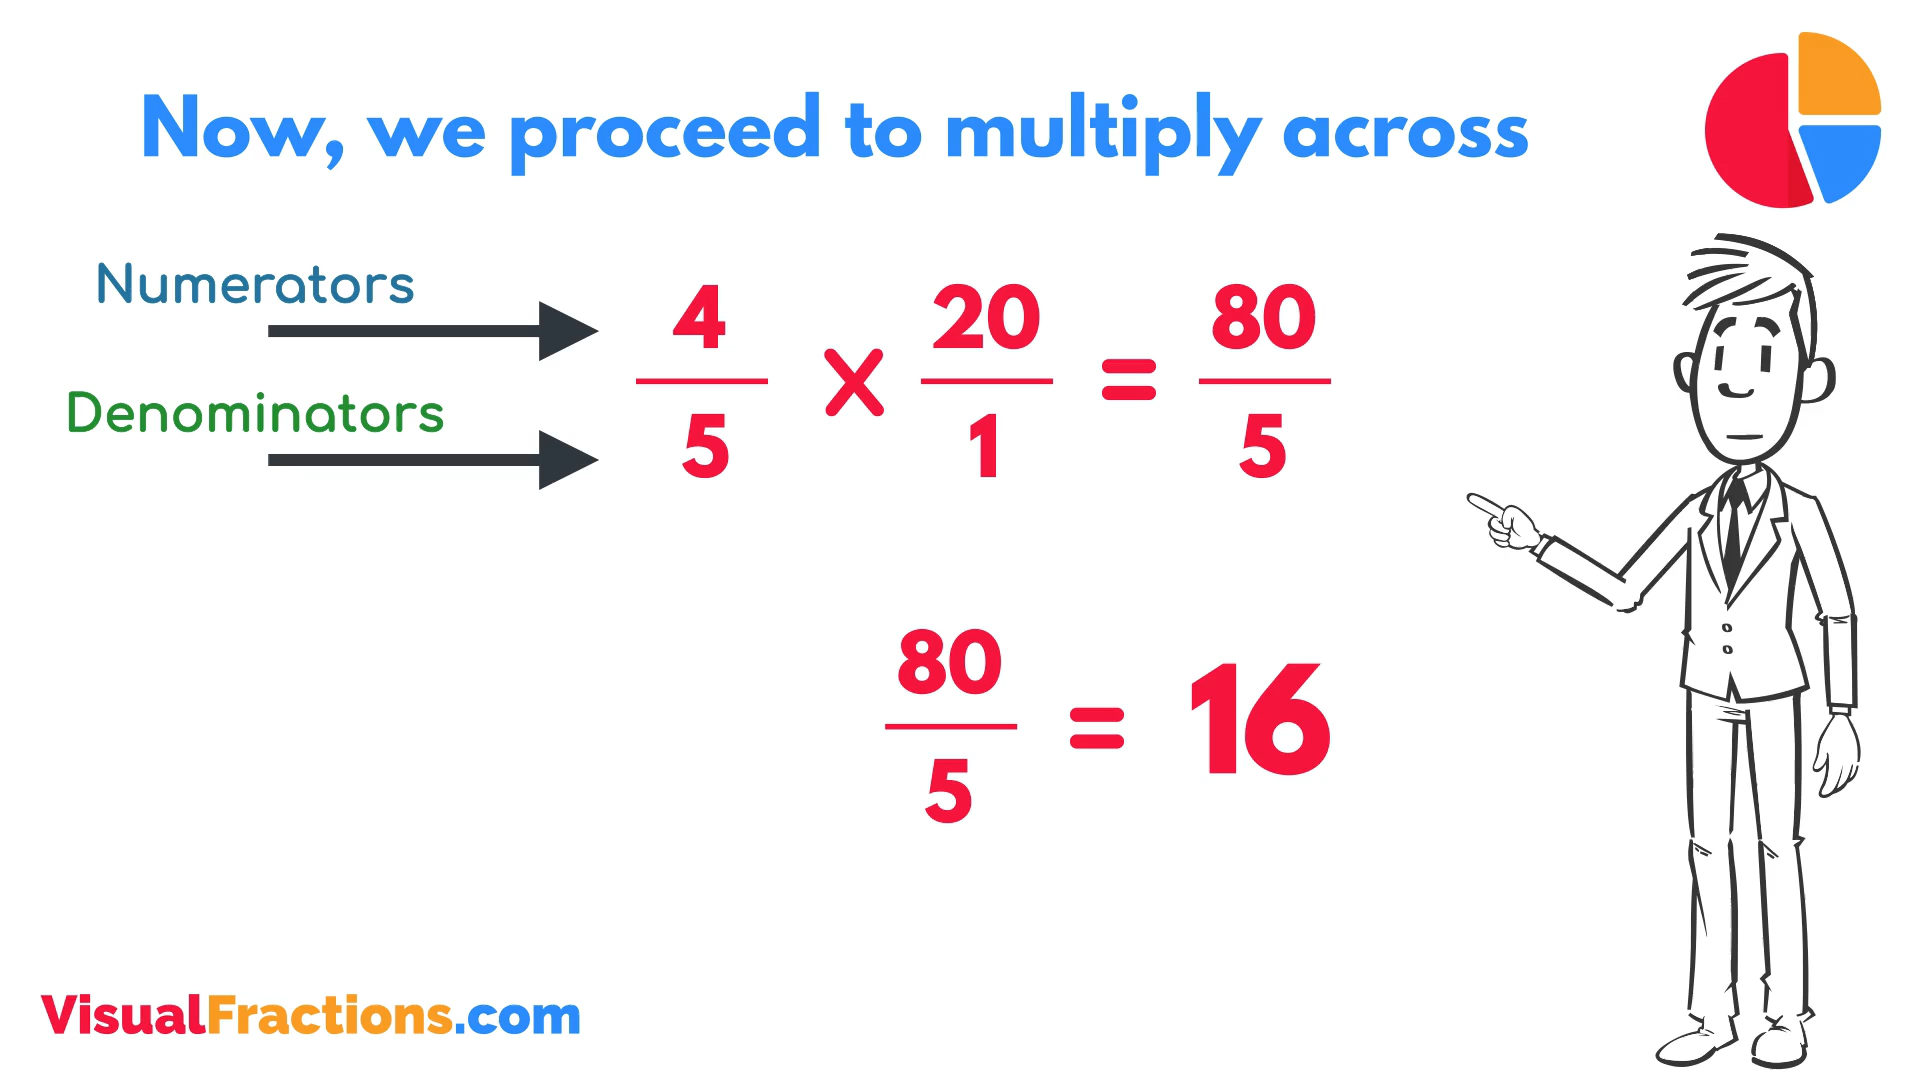 Now, we proceed to multiply across
Numerators
Denominators
4/5 x 20/1 = 80/5
80/5 = 16
VisualFractions.com